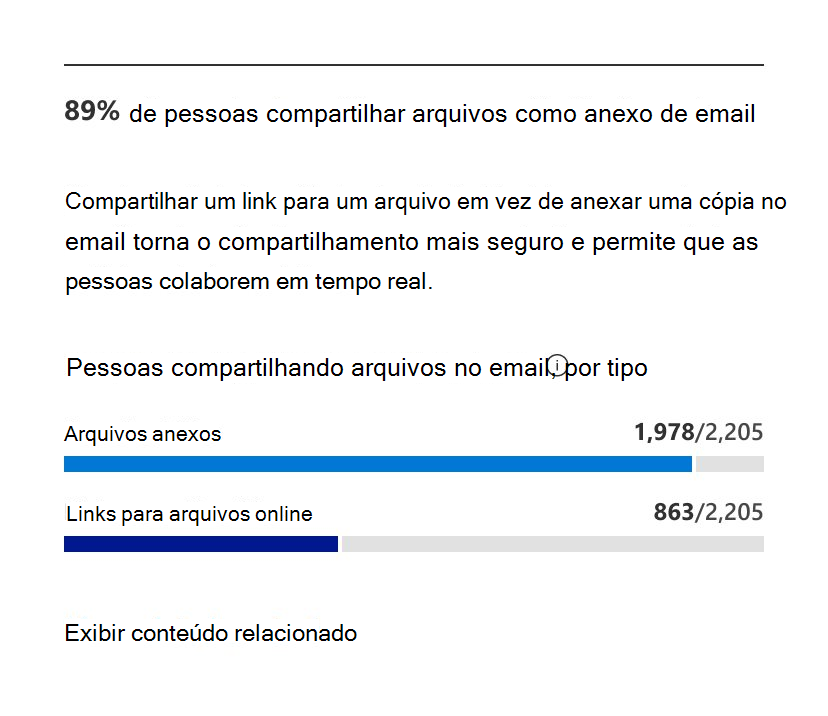 89% de pessoas compartilhar arquivos como anexo de email
Compartilhar um link para um arquivo em vez de anexar uma cópia no
email torna o compartilhamento mais seguro e permite que as
pessoas colaborem em tempo real.
Pessoas compartilhando arquivos no email, por tipo
Arquivos anexos 1,978/2,205
Links para arquivos online 863/2,205
Exibir conteúdo relacionado